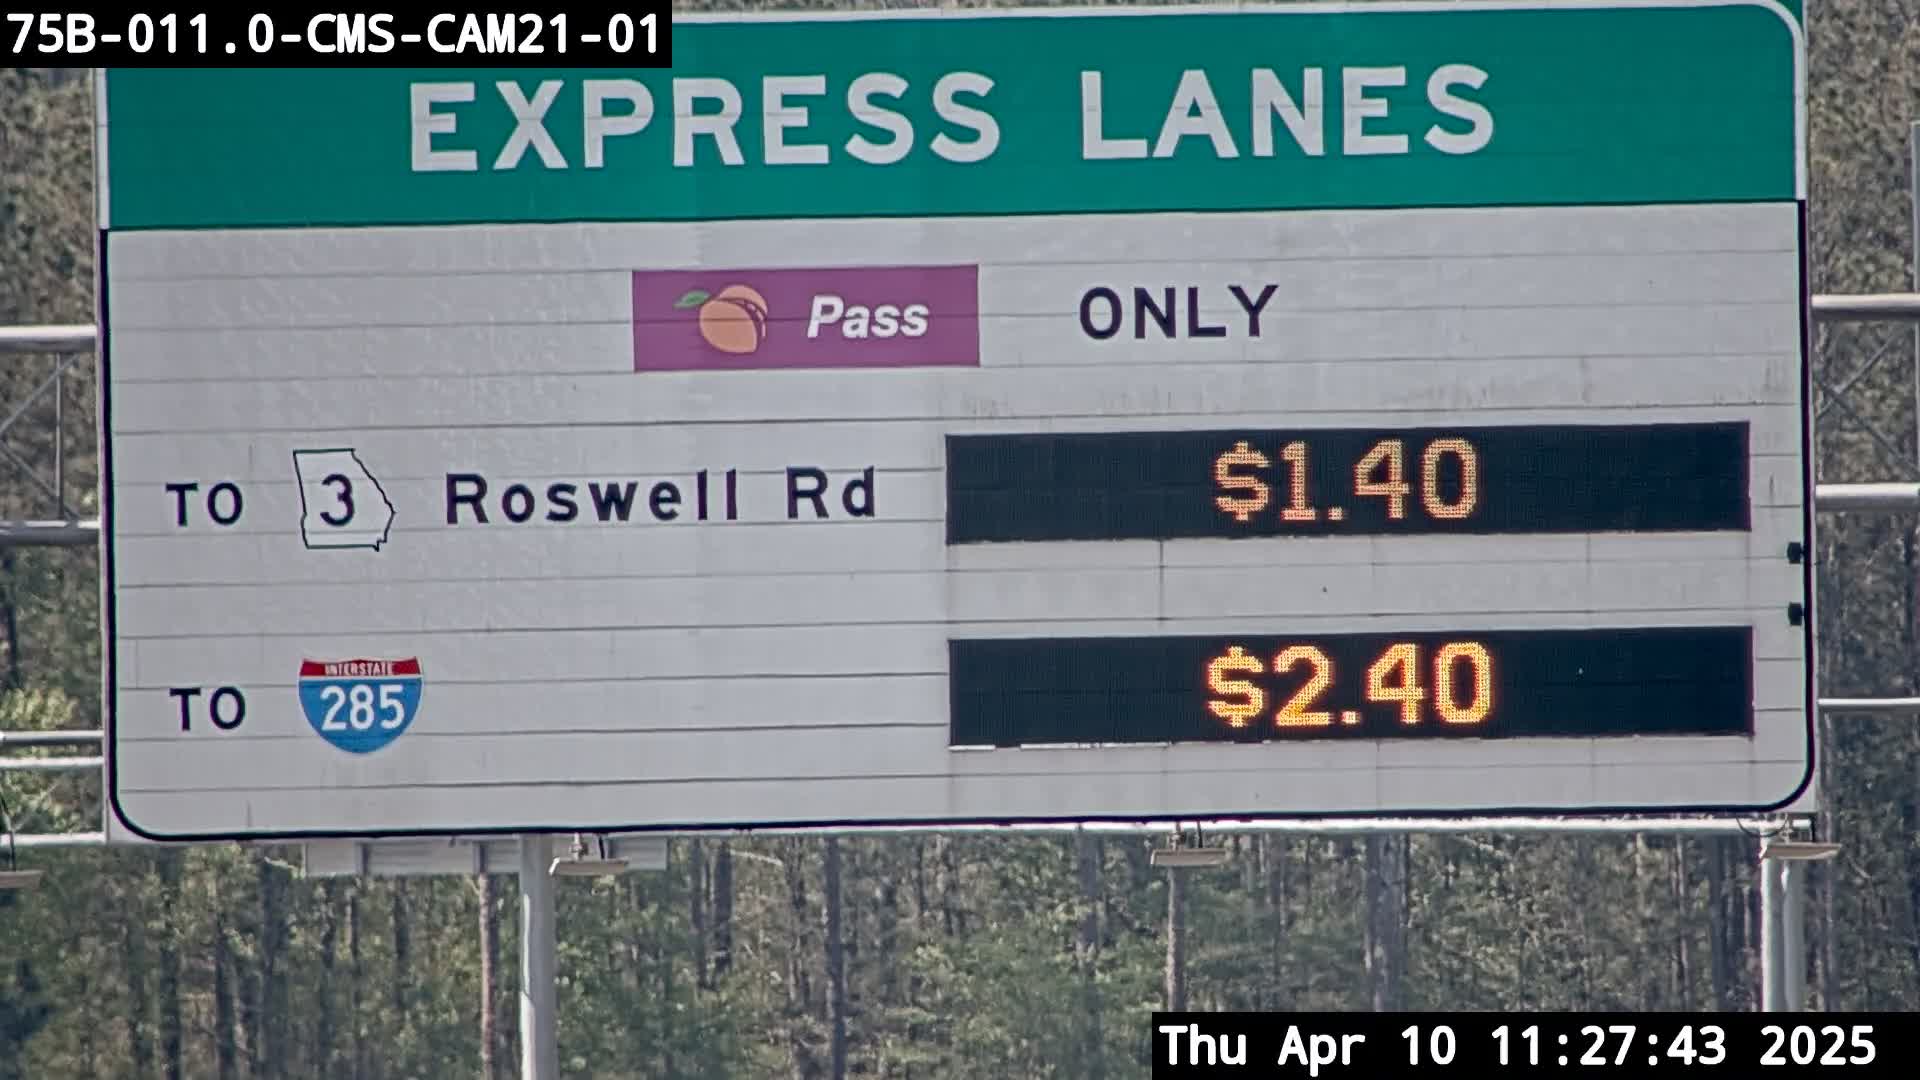 75B-011.0-CMS-CAM21-01
EXPRESS LANES
Pass ONLY
TO 3 Roswell Rd $1.40
TO INTERSTATE 285 $2.40
Thu Apr 10 11:27:43 2025